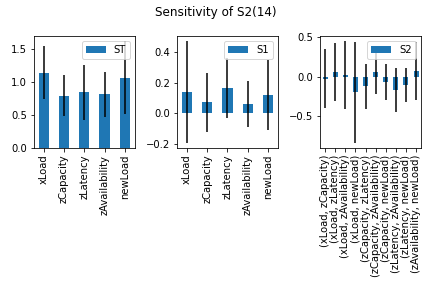 Sensitivity of S2(14)
ST
1.5
1.0
0.5
0.0
xLoad
zCapacity
zLatency
zAvailability
newLoad
S1
0.4
0.2
0.0
−0.2
xLoad
zCapacity
zLatency
zAvailability
newLoad
S2
0.5
0.0
−0.5
(xLoad, zCapacity)
(xLoad, zLatency)
(xLoad, zAvailability)
(xLoad, newLoad)
(zCapacity, zLatency)
(zCapacity, zAvailability)
(zCapacity, newLoad)
(zLatency, zAvailability)
(zLatency, newLoad)
(zAvailability, newLoad)